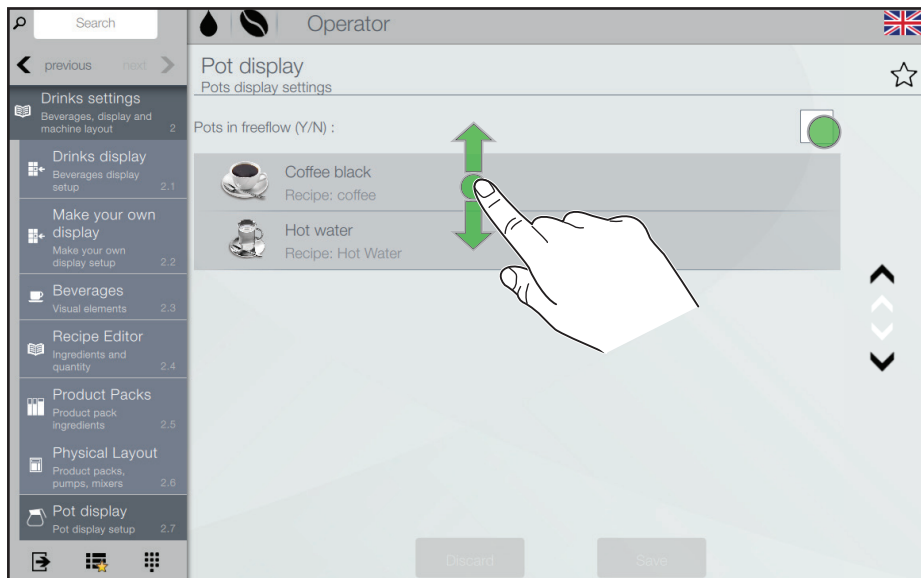 Search
Operator
previous
next
Pot display
Pots display settings
Drinks settings
Beverages, display and
machine layout
2
Pots in freeflow (Y/N) :
Drinks display
Beverages display
setup
2.1
Coffee black
Recipe: coffee
Make your own
display
Make your own
display setup
2.2
Hot water
Recipe: Hot Water
Beverages
Visual elements
2.3
Recipe Editor
Ingredients and
quantity
2.4
Product Packs
Product pack
ingredients
2.5
Physical Layout
Product packs,
pumps, mixers
2.6
Pot display
Pot display setup
2.7
Discard
Save